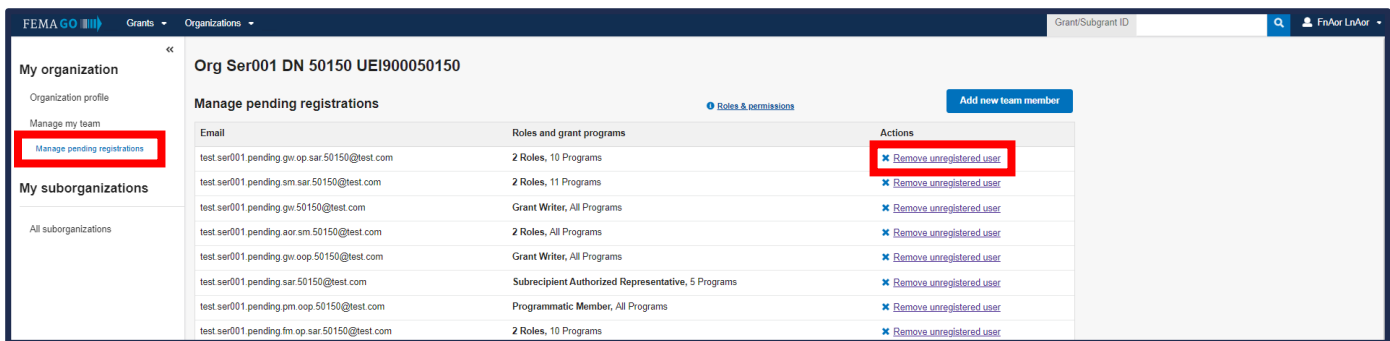 FEMA GO Grants Organizations Grant/Subgrant ID FnAor LnAor
«
My organization
Organization profile
Manage my team
Manage pending registrations
My suborganizations
All suborganizations
Org Ser001 DN 50150 UEI900050150
Manage pending registrations Roles & permissions Add new team member
Email Roles and grant programs Actions
test.ser001.pending.gw.op.sar.50150@test.com 2 Roles, 10 Programs Remove unregistered user
test.ser001.pending.sm.sar.50150@test.com 2 Roles, 11 Programs Remove unregistered user
test.ser001.pending.gw.50150@test.com Grant Writer, All Programs Remove unregistered user
test.ser001.pending.aor.sm.50150@test.com 2 Roles, All Programs Remove unregistered user
test.ser001.pending.gw.oop.50150@test.com Grant Writer, All Programs Remove unregistered user
test.ser001.pending.sar.50150@test.com Subrecipient Authorized Representative, 5 Programs Remove unregistered user
test.ser001.pending.pm.oop.50150@test.com Programmatic Member, All Programs Remove unregistered user
test.ser001.pending.fm.op.sar.50150@test.com 2 Roles, 10 Programs Remove unregistered user